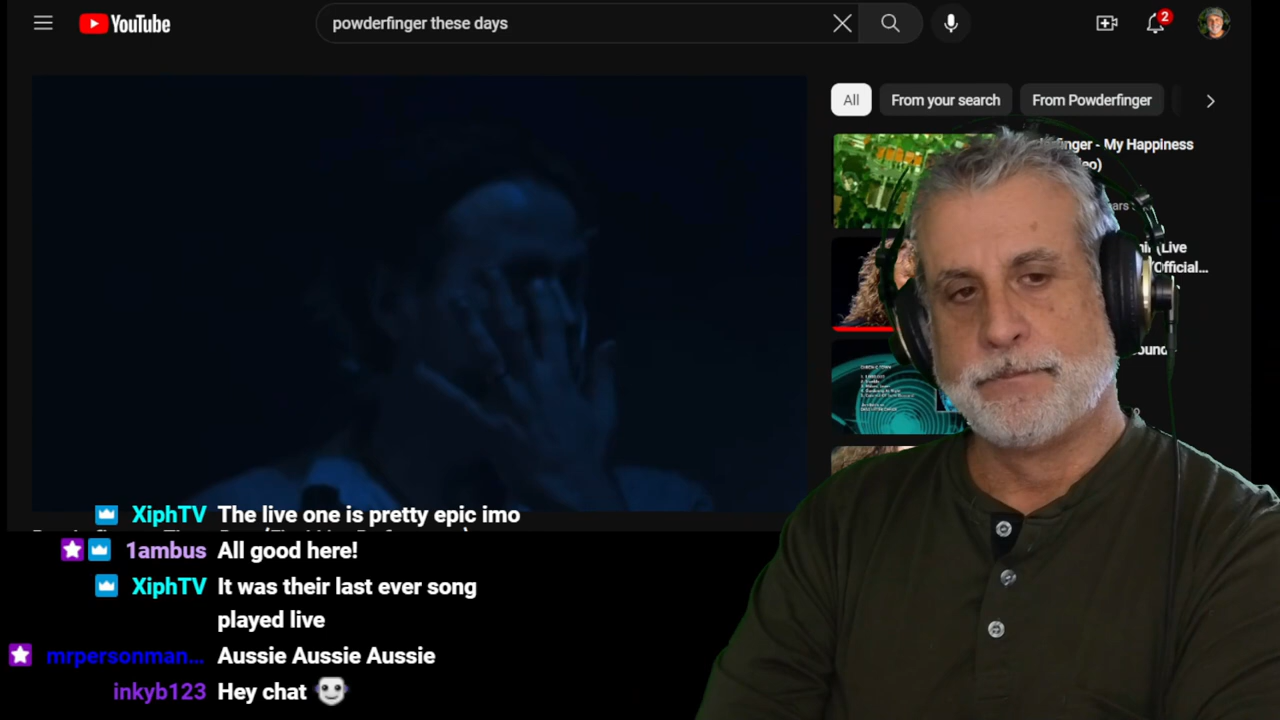 YouTube
powderfinger these days
2
All
From your search
From Powderfinger
- My Happiness
(Live
/Official...
XiphTV The live one is pretty epic imo
1ambus All good here!
XiphTV It was their last ever song
played live
mrpersonman... Aussie Aussie Aussie
inkyb123 Hey chat